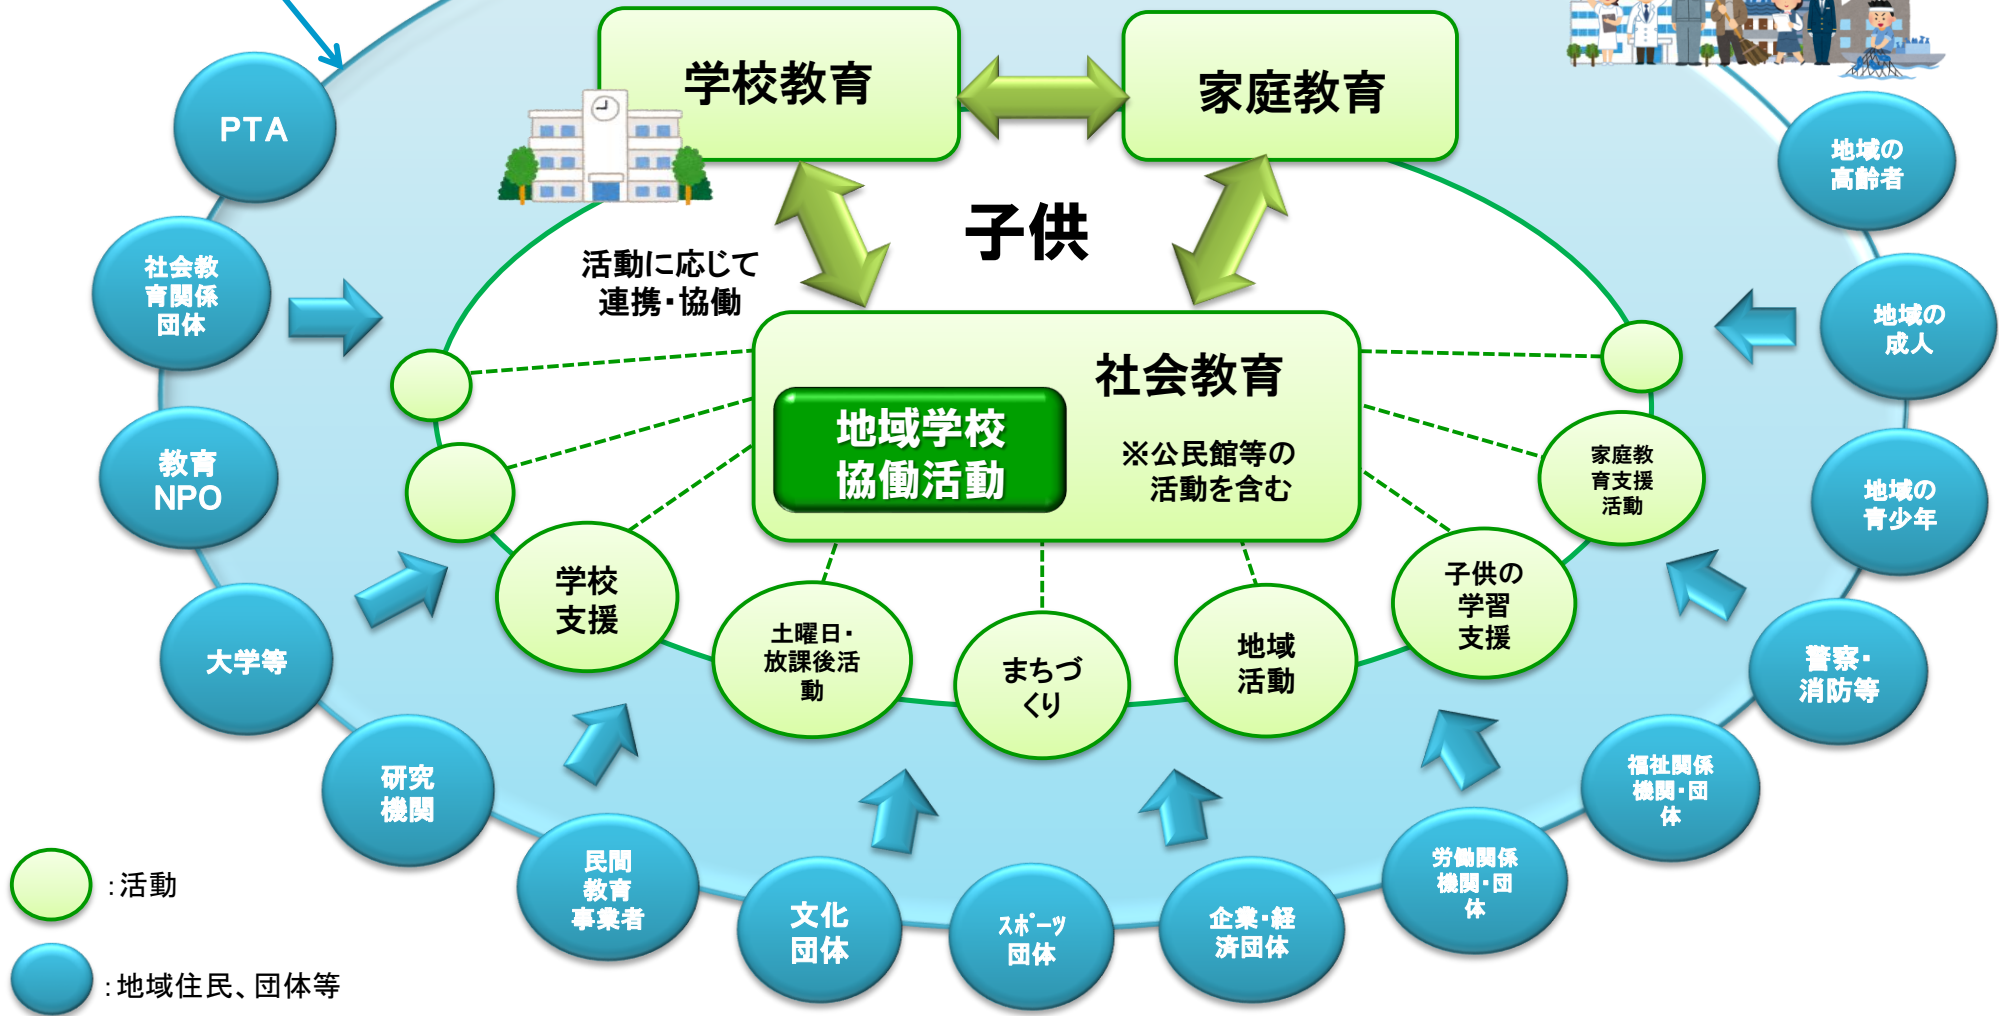 学校教育
家庭教育
子供
活動に応じて
連携・協働
社会教育
地域学校
協働活動
※公民館等の
活動を含む
学校
支援
土曜日・
放課後活
動
まちづ
くり
地域
活動
子供の
学習
支援
家庭教
育支援
活動
PTA
社会教
育関係
団体
教育
NPO
大学等
研究
機関
民間
教育
事業者
文化
団体
スポーツ
団体
企業・経
済団体
労働関係
機関・団
体
福祉関係
機関・団
体
警察・
消防等
地域の
青少年
地域の
成人
地域の
高齢者
：活動
：地域住民、団体等